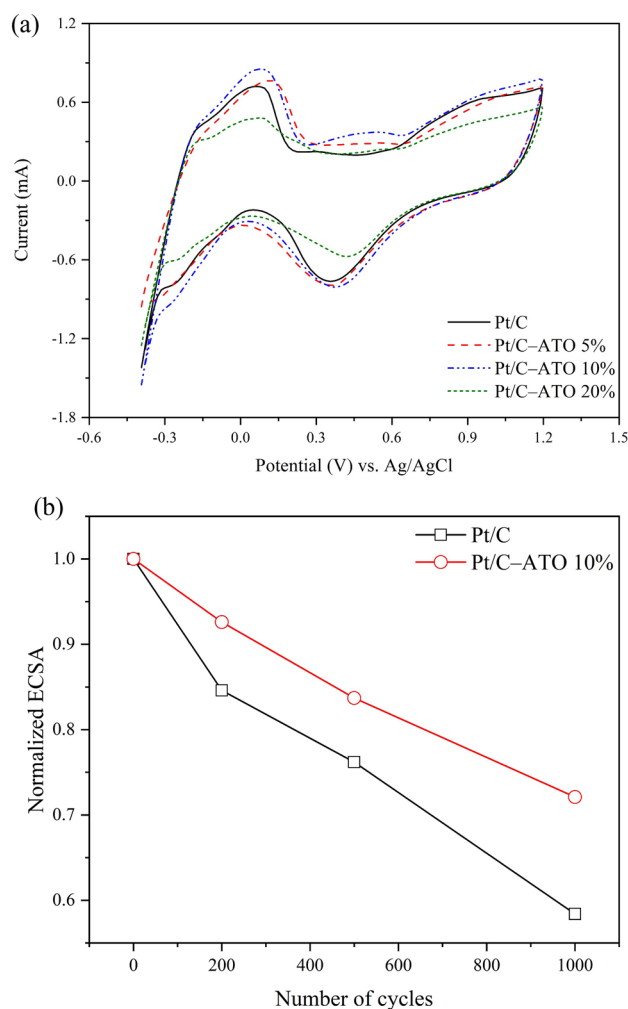 (a)
1.2
0.6
0.0
-0.6
-1.2
-1.8
Current (mA)
Pt/C
Pt/C–ATO 5%
Pt/C–ATO 10%
Pt/C–ATO 20%
-0.6 -0.3 0.0 0.3 0.6 0.9 1.2 1.5
Potential (V) vs. Ag/AgCl
(b)
Pt/C
Pt/C–ATO 10%
1.0
0.9
0.8
0.7
0.6
Normalized ECSA
0 200 400 600 800 1000
Number of cycles